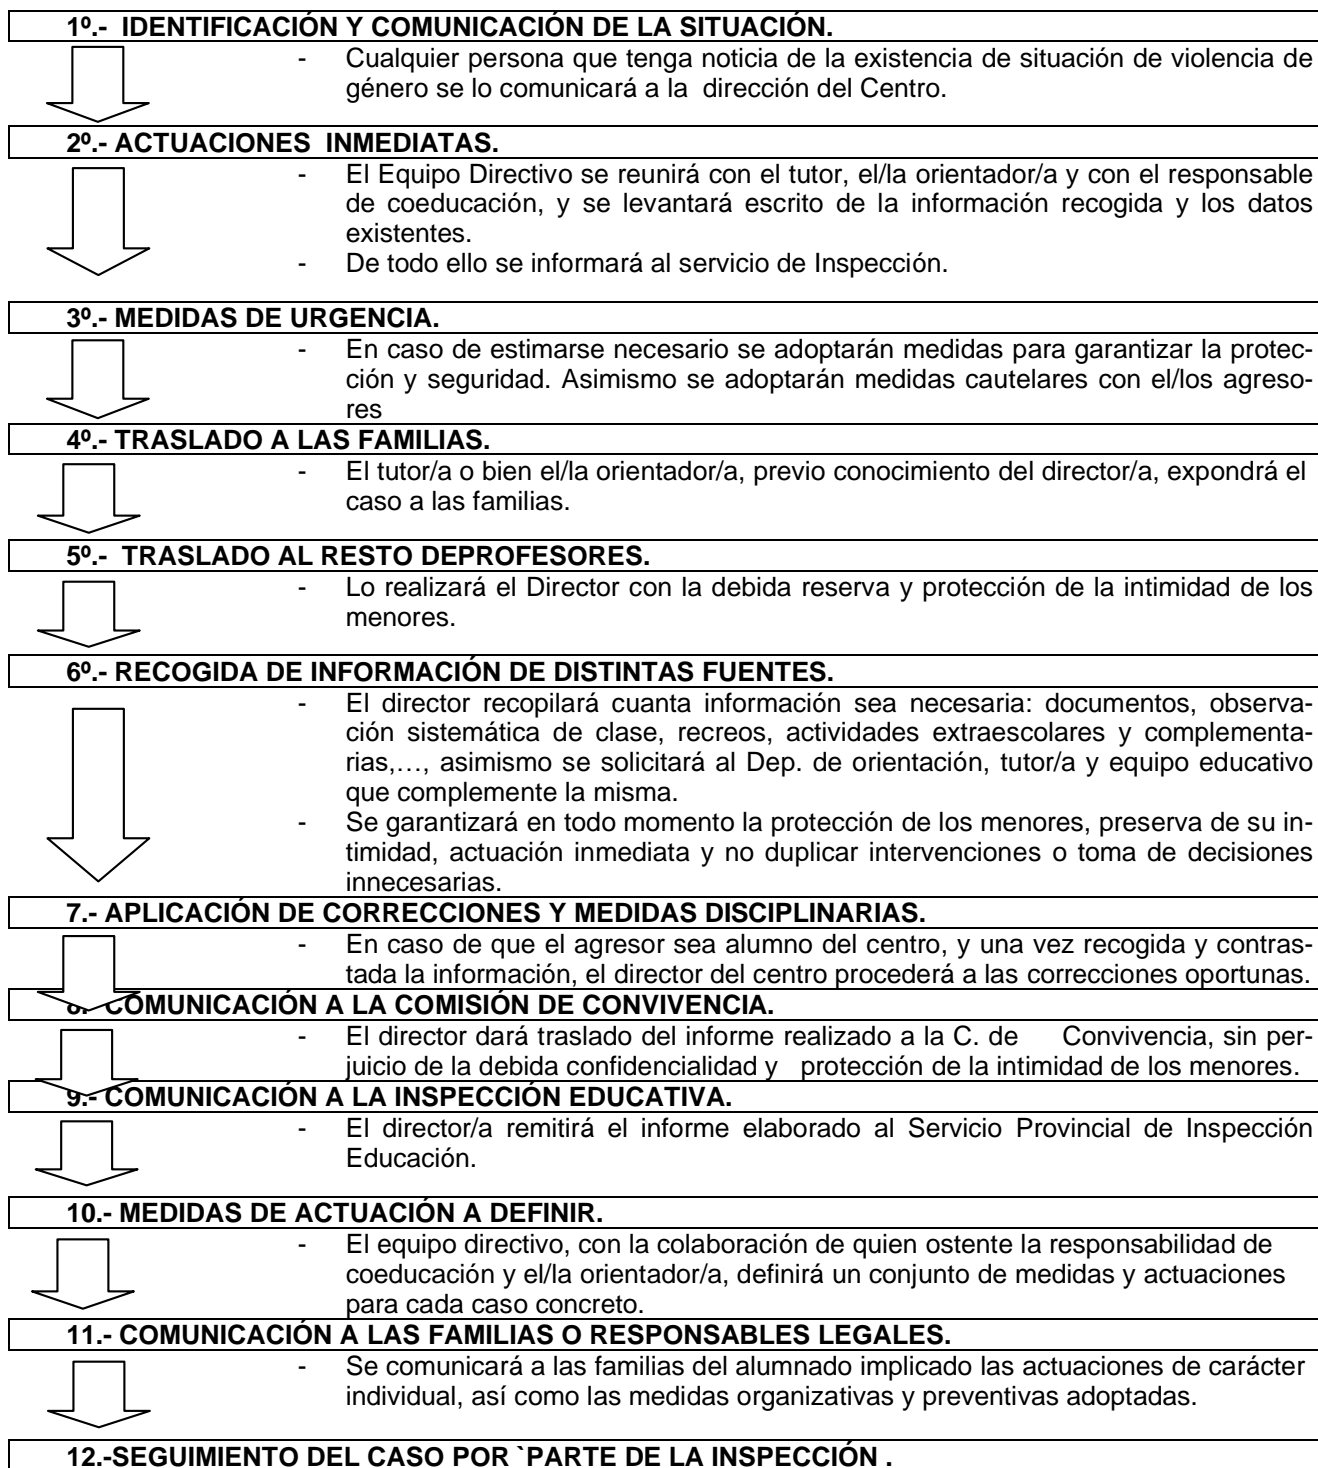 1º.- IDENTIFICACIÓN Y COMUNICACIÓN DE LA SITUACIÓN.
- Cualquier persona que tenga noticia de la existencia de situación de violencia de
género se lo comunicará a la dirección del Centro.
2º.- ACTUACIONES INMEDIATAS.
- El Equipo Directivo se reunirá con el tutor, el/la orientador/a y con el responsable
de coeducación, y se levantará escrito de la información recogida y los datos
existentes.
- De todo ello se informará al servicio de Inspección.
3º.- MEDIDAS DE URGENCIA.
- En caso de estimarse necesario se adoptarán medidas para garantizar la protec-
ción y seguridad. Asimismo se adoptarán medidas cautelares con el/los agreso-
res
4º.- TRASLADO A LAS FAMILIAS.
- El tutor/a o bien el/la orientador/a, previo conocimiento del director/a, expondrá el
caso a las familias.
5º.- TRASLADO AL RESTO DEPROFESORES.
- Lo realizará el Director con la debida reserva y protección de la intimidad de los
menores.
6º.- RECOGIDA DE INFORMACIÓN DE DISTINTAS FUENTES.
- El director recopilará cuanta información sea necesaria: documentos, observa-
ción sistemática de clase, recreos, actividades extraescolares y complementa-
rias,…, asimismo se solicitará al Dep. de orientación, tutor/a y equipo educativo
que complemente la misma.
- Se garantizará en todo momento la protección de los menores, preserva de su in-
timidad, actuación inmediata y no duplicar intervenciones o toma de decisiones
innecesarias.
7.- APLICACIÓN DE CORRECCIONES Y MEDIDAS DISCIPLINARIAS.
- En caso de que el agresor sea alumno del centro, y una vez recogida y contras-
tada la información, el director del centro procederá a las correcciones oportunas.
8.- COMUNICACIÓN A LA COMISIÓN DE CONVIVENCIA.
- El director dará traslado del informe realizado a la C. de Convivencia, sin per-
juicio de la debida confidencialidad y protección de la intimidad de los menores.
9.- COMUNICACIÓN A LA INSPECCIÓN EDUCATIVA.
- El director/a remitirá el informe elaborado al Servicio Provincial de Inspección
Educación.
10.- MEDIDAS DE ACTUACIÓN A DEFINIR.
- El equipo directivo, con la colaboración de quien ostente la responsabilidad de
coeducación y el/la orientador/a, definirá un conjunto de medidas y actuaciones
para cada caso concreto.
11.- COMUNICACIÓN A LAS FAMILIAS O RESPONSABLES LEGALES.
- Se comunicará a las familias del alumnado implicado las actuaciones de carácter
individual, así como las medidas organizativas y preventivas adoptadas.
12.-SEGUIMIENTO DEL CASO POR `PARTE DE LA INSPECCIÓN .